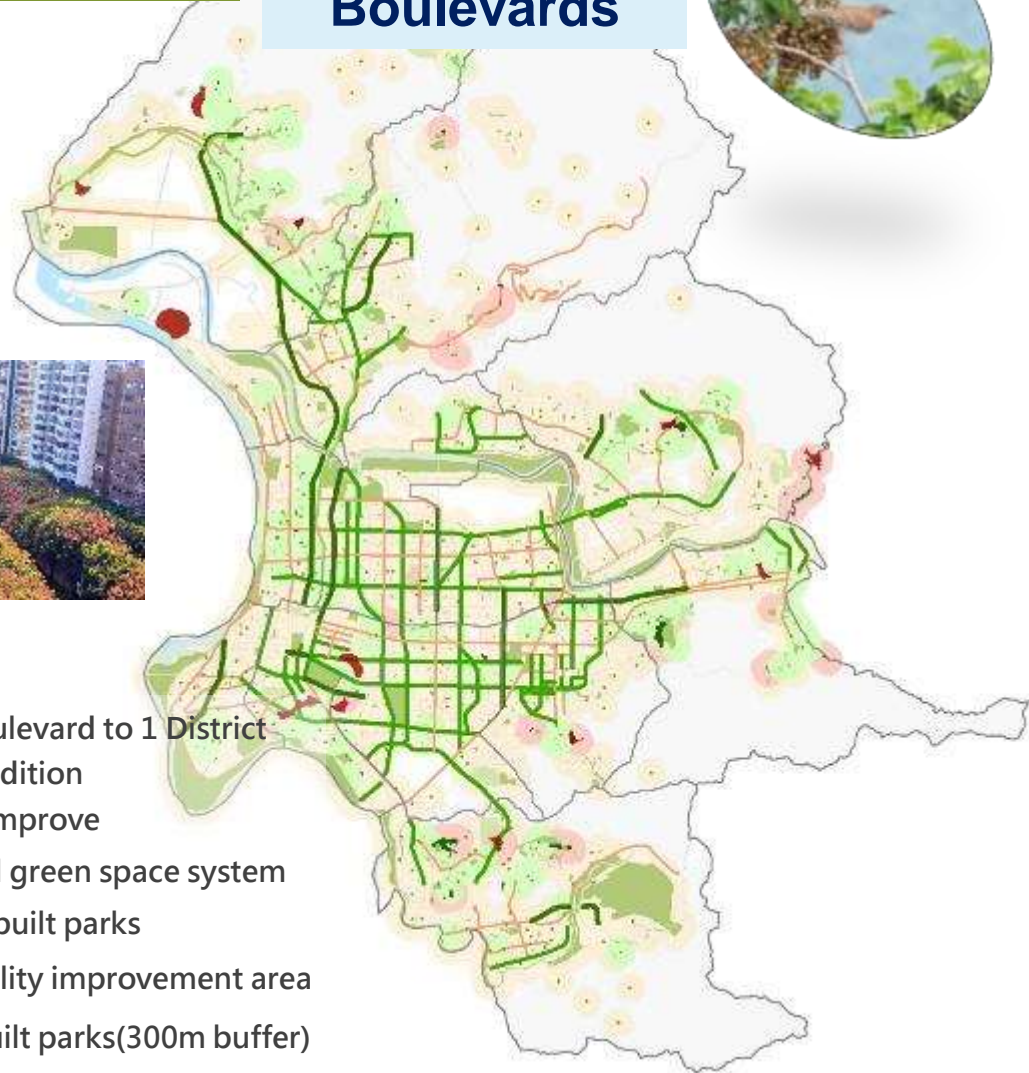 Boulevards
ulevard to 1 District
dition
mprove
green space system
built parks
lity improvement area
ilt parks(300m buffer)